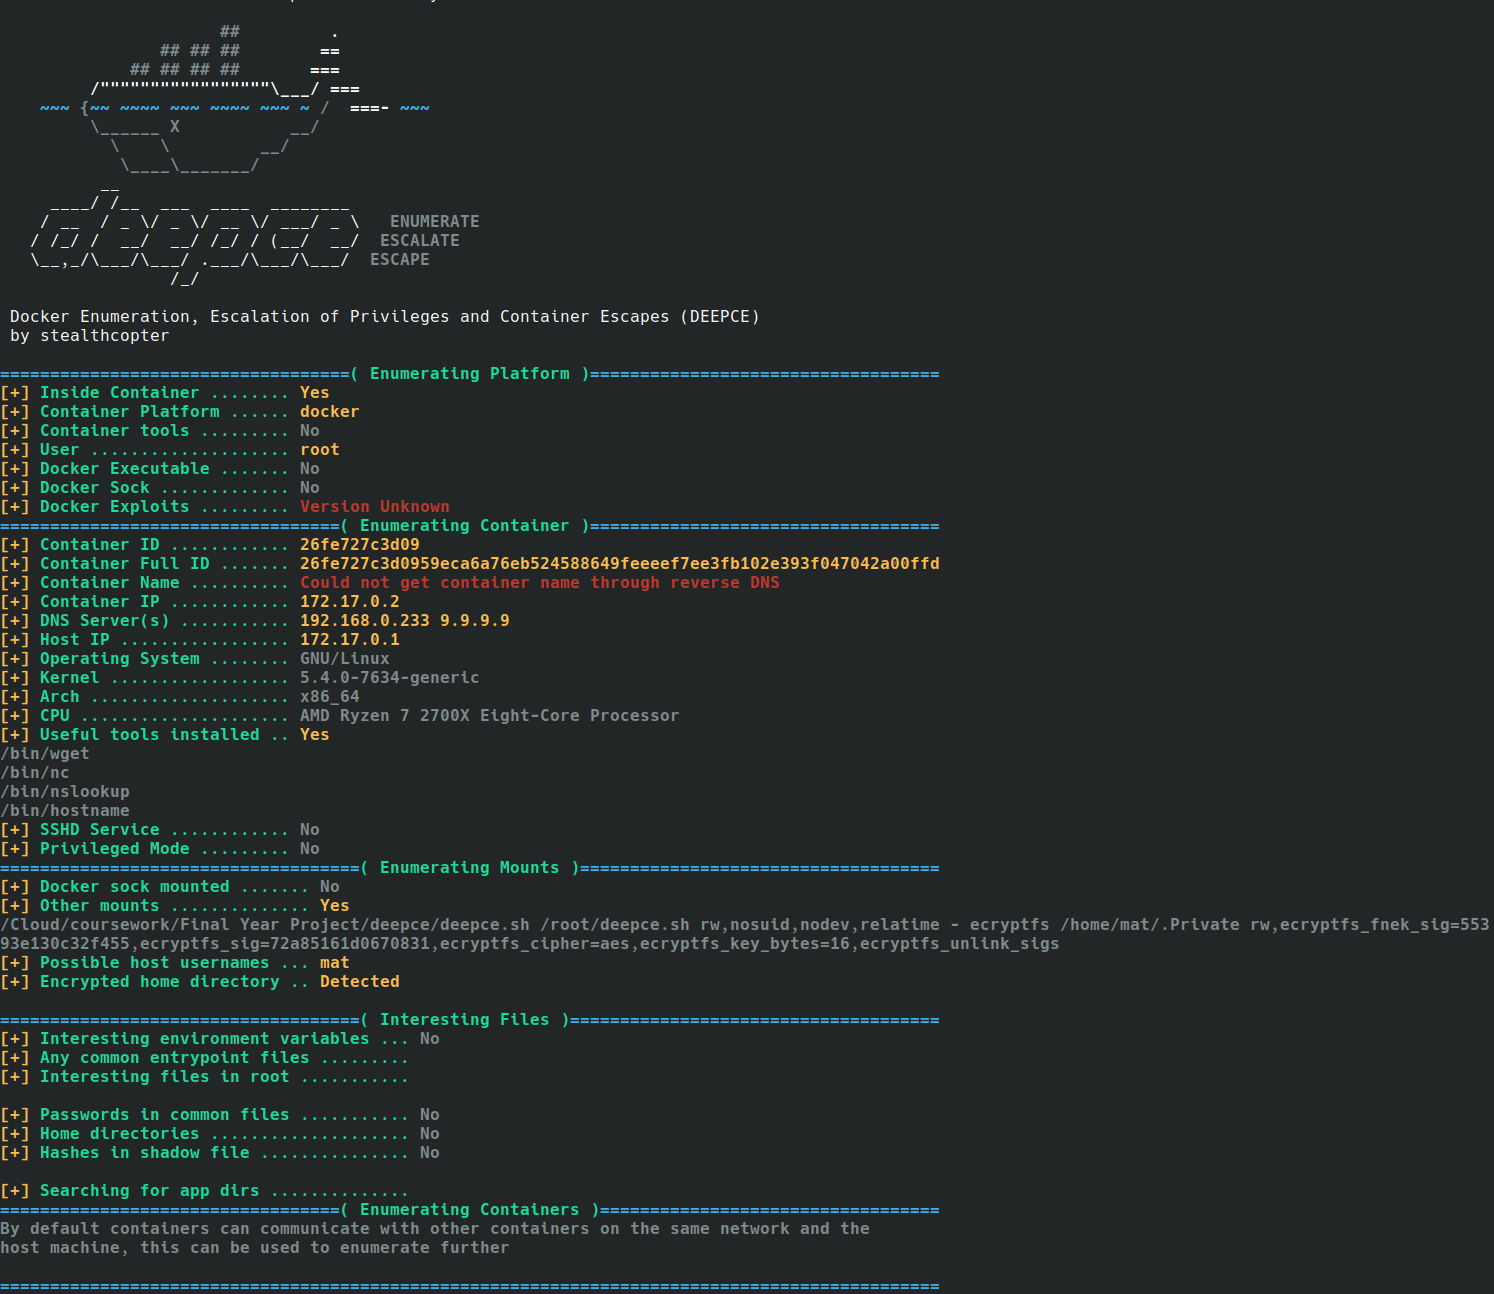 ##         .
                ## ## ##        ==
             ## ## ## ##       ===
         /"""""""""""""""""\___/ ===
    ~~~ {~~ ~~~~ ~~~ ~~~~ ~~~ ~ /  ===- ~~~
         \______ X           __/
           \    \         __/
            \____\_______/
          __
     ____/ /__  ___  ____  ________
    / __  / _ \/ _ \/ __ \/ ___/ _ \   ENUMERATE
   / /_/ /  __/  __/ /_/ / (__/  __/  ESCALATE
   \__,_/\___/\___/ .___/\___/\___/  ESCAPE
                 /_/
Docker Enumeration, Escalation of Privileges and Container Escapes (DEEPCE)
by stealthcopter
===================================( Enumerating Platform )===================================
[+] Inside Container ........ Yes
[+] Container Platform ...... docker
[+] Container tools ......... No
[+] User .................... root
[+] Docker Executable ....... No
[+] Docker Sock ............. No
[+] Docker Exploits ......... Version Unknown
==================================( Enumerating Container )===================================
[+] Container ID ............ 26fe727c3d09
[+] Container Full ID ....... 26fe727c3d0959eca6a76eb524588649feeeef7ee3fb102e393f047042a00ffd
[+] Container Name .......... Could not get container name through reverse DNS
[+] Container IP ............ 172.17.0.2
[+] DNS Server(s) ........... 192.168.0.233 9.9.9.9
[+] Host IP ................. 172.17.0.1
[+] Operating System ........ GNU/Linux
[+] Kernel .................. 5.4.0-7634-generic
[+] Arch .................... x86_64
[+] CPU ..................... AMD Ryzen 7 2700X Eight-Core Processor
[+] Useful tools installed .. Yes
/bin/wget
/bin/nc
/bin/nslookup
/bin/hostname
[+] SSHD Service ............ No
[+] Privileged Mode ......... No
====================================( Enumerating Mounts )====================================
[+] Docker sock mounted ....... No
[+] Other mounts .............. Yes
/Cloud/coursework/Final Year Project/deepce/deepce.sh /root/deepce.sh rw,nosuid,nodev,relatime - ecryptfs /home/mat/.Private rw,ecryptfs_fnek_sig=553
93e130c32f455,ecryptfs_sig=72a85161d0670831,ecryptfs_cipher=aes,ecryptfs_key_bytes=16,ecryptfs_unlink_sigs
[+] Possible host usernames ... mat
[+] Encrypted home directory .. Detected
====================================( Interesting Files )=====================================
[+] Interesting environment variables ... No
[+] Any common entrypoint files .........
[+] Interesting files in root ...........
[+] Passwords in common files ........... No
[+] Home directories .................... No
[+] Hashes in shadow file ............... No
[+] Searching for app dirs ..............
==================================( Enumerating Containers )==================================
By default containers can communicate with other containers on the same network and the
host machine, this can be used to enumerate further
==============================================================================================